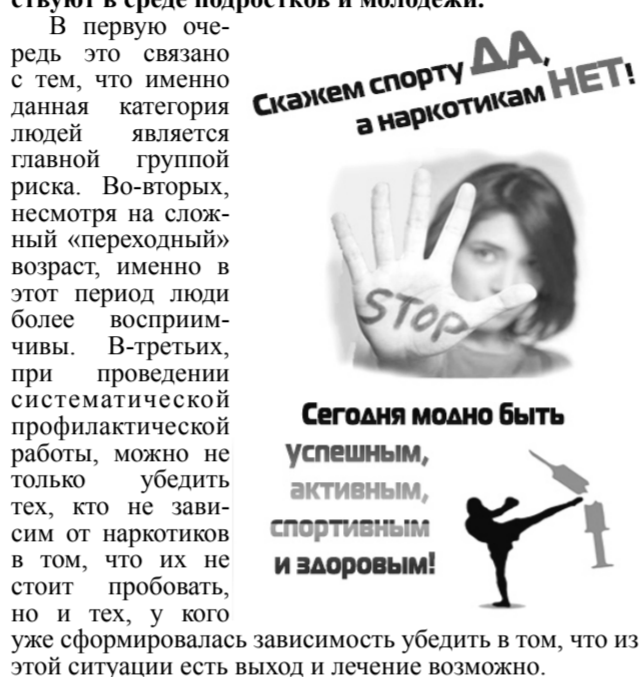 ствуют в среде подростков и молодежи.
В первую оче-
редь это связано
с тем, что именно
данная категория
людей является
главной группой
риска. Во-вторых,
несмотря на слож-
ный «переходный»
возраст, именно в
этот период люди
более восприим-
чивы. В-третьих,
при проведении
систематической
профилактической
работы, можно не
только убедить
тех, кто не зави-
сим от наркотиков
в том, что их не
стоит пробовать,
но и тех, у кого
уже сформировалась зависимость убедить в том, что из
этой ситуации есть выход и лечение возможно.
Скажем спорту ДА,
а наркотикам НЕТ!
STOP
Сегодня модно быть
успешным,
активным,
спортивным
и здоровым!